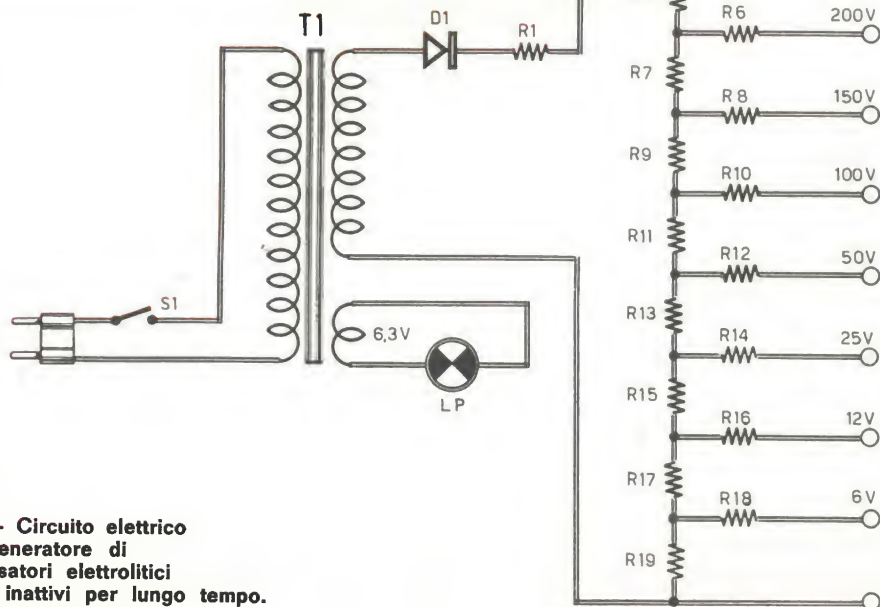 T1
D1
R1
R6
200V
R7
R8
150V
R9
R10
100V
R11
R12
50V
S1
R13
6,3V
R14
25V
LP
R15
R16
12V
R17
R18
6V
R19
- Circuito elettrico
eneratore di
satori elettrolitici
inattivi per lungo tempo.